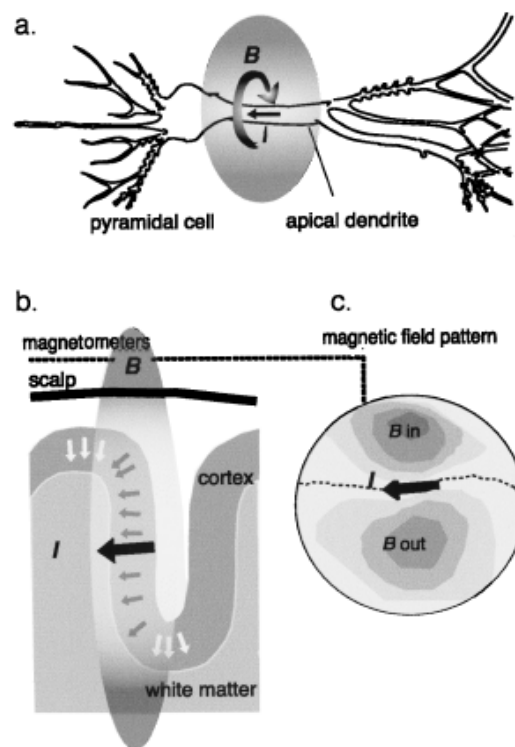 a.
B
pyramidal cell
apical dendrite
b.
c.
magnetometers
magnetic field pattern
B
scalp
B in
cortex
I
I
B out
white matter